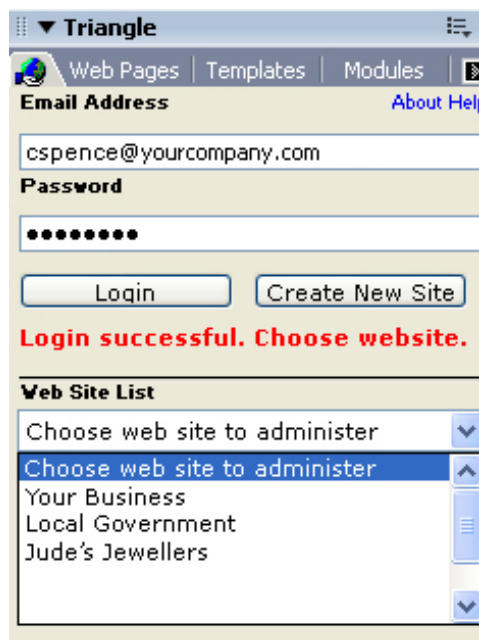 Triangle
Web Pages Templates Modules
Email Address About Help
cspence@yourcompany.com
Password
Login Create New Site
Login successful. Choose website.
Web Site List
Choose web site to administer
Choose web site to administer
Your Business
Local Government
Jude's Jewellers